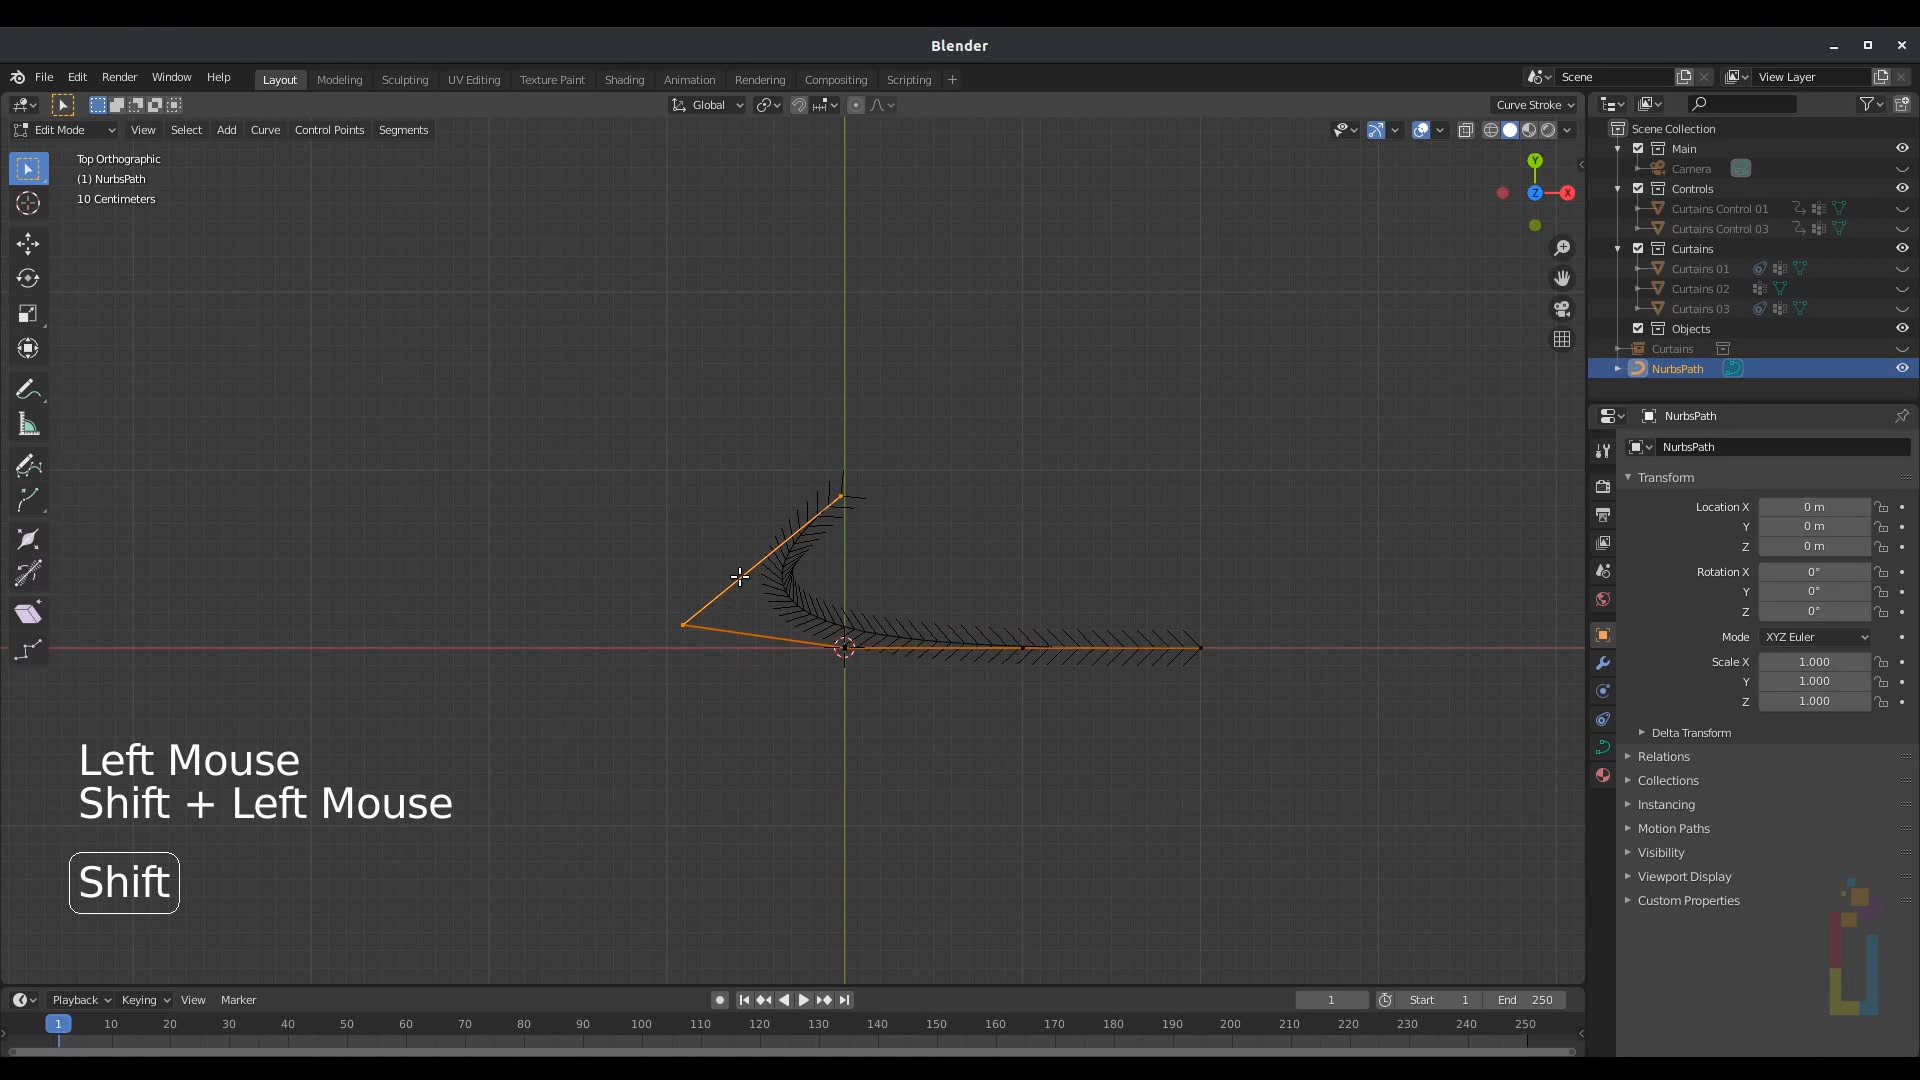 Blender
File Edit Render Window Help Layout Modeling Sculpting UV Editing Texture Paint Shading Animation Rendering Compositing Scripting + Scene View Layer
Global Curve Stroke
Edit Mode View Select Add Curve Control Points Segments
Top Orthographic
(1) NurbsPath
10 Centimeters
Y
Z X
Scene Collection
Main
Camera
Controls
Curtains Control 01
Curtains Control 03
Curtains
Curtains 01
Curtains 02
Curtains 03
Objects
Curtains
NurbsPath
NurbsPath
NurbsPath
Transform
Location X 0 m
Y 0 m
Z 0 m
Rotation X 0°
Y 0°
Z 0°
Mode XYZ Euler
Scale X 1.000
Y 1.000
Z 1.000
Delta Transform
Relations
Collections
Instancing
Motion Paths
Visibility
Viewport Display
Custom Properties
Left Mouse
Shift + Left Mouse
Shift
Playback Keying View Marker 1 Start 1 End 250
1 10 20 30 40 50 60 70 80 90 100 110 120 130 140 150 160 170 180 190 200 210 220 230 240 250